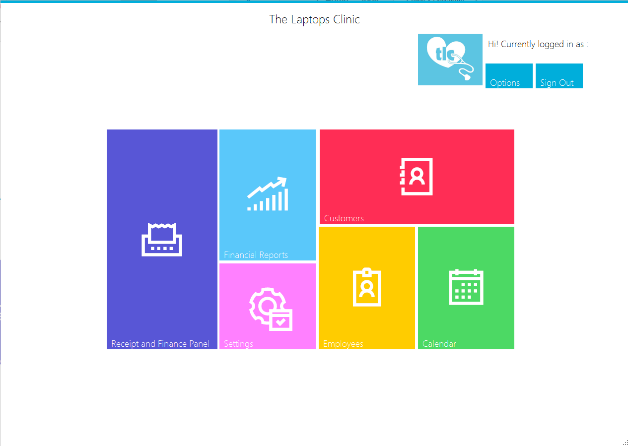 The Laptops Clinic
tlc
Hi! Currently logged in as :
Options
Sign Out
Customers
Financial Reports
Receipt and Finance Panel
Settings
Employees
Calendar